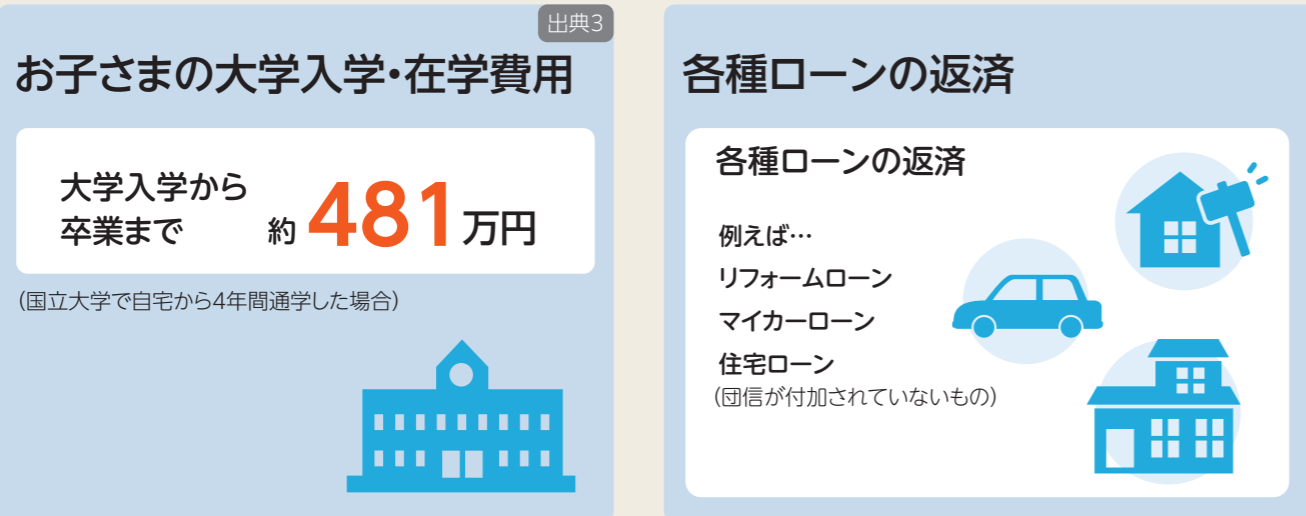 出典3
お子さまの大学入学・在学費用
大学入学から
卒業まで 約481万円
(国立大学で自宅から4年間通学した場合)
各種ローンの返済
各種ローンの返済
例えば…
リフォームローン
マイカーローン
住宅ローン
(団信が付加されていないもの)